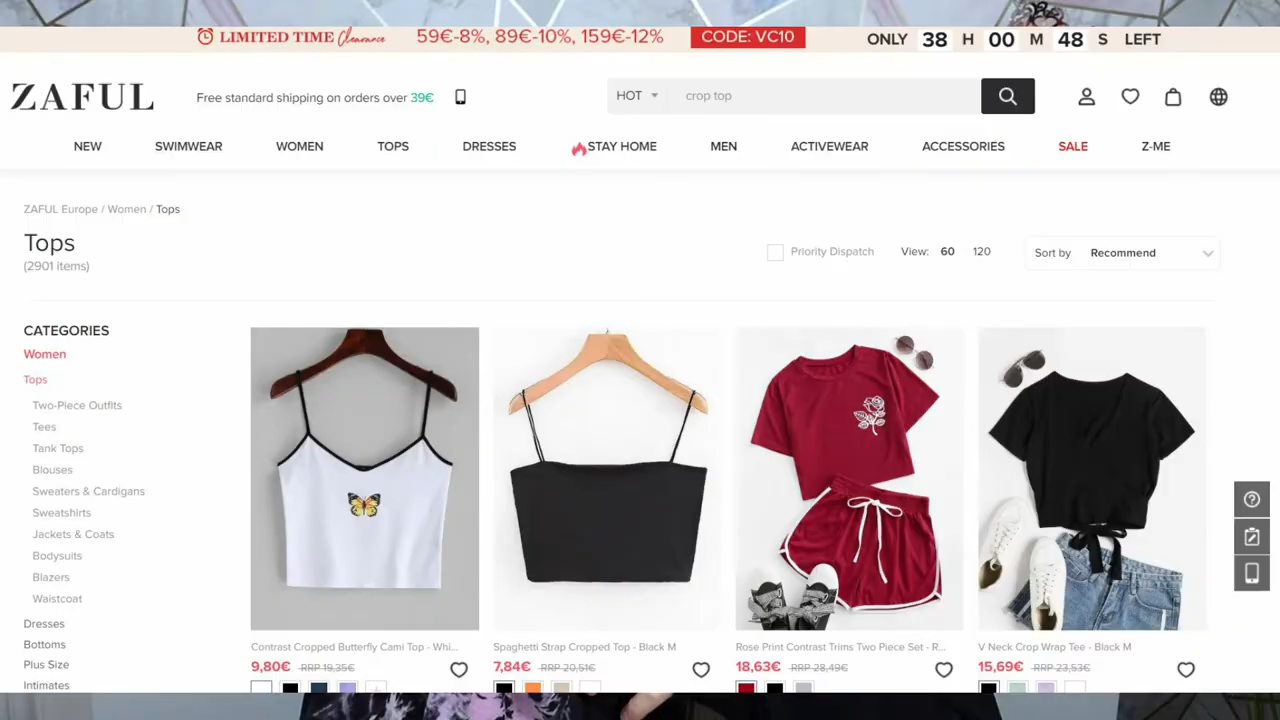 LIMITED TIME Clearance 59€-8%, 89€-10%, 159€-12% CODE: VC10 ONLY 38 H 00 M 48 S LEFT
ZAFUL Free standard shipping on orders over 39€ HOT crop top
NEW SWIMWEAR WOMEN TOPS DRESSES STAY HOME MEN ACTIVEWEAR ACCESSORIES SALE Z-ME
ZAFUL Europe / Women / Tops
Tops
(2901 items)
Priority Dispatch View: 60 120 Sort by Recommend
CATEGORIES
Women
Tops
Two-Piece Outfits
Tees
Tank Tops
Blouses
Sweaters & Cardigans
Sweatshirts
Jackets & Coats
Bodysuits
Blazers
Waistcoat
Dresses
Bottoms
Plus Size
Intimates
Contrast Cropped Butterfly Cami Top - Whi...
9,80€ RRP 19,35€
Spaghetti Strap Cropped Top - Black M
7,84€ RRP 20,51€
Rose Print Contrast Trims Two Piece Set - R...
18,63€ RRP 28,49€
V Neck Crop Wrap Tee - Black M
15,69€ RRP 23,53€